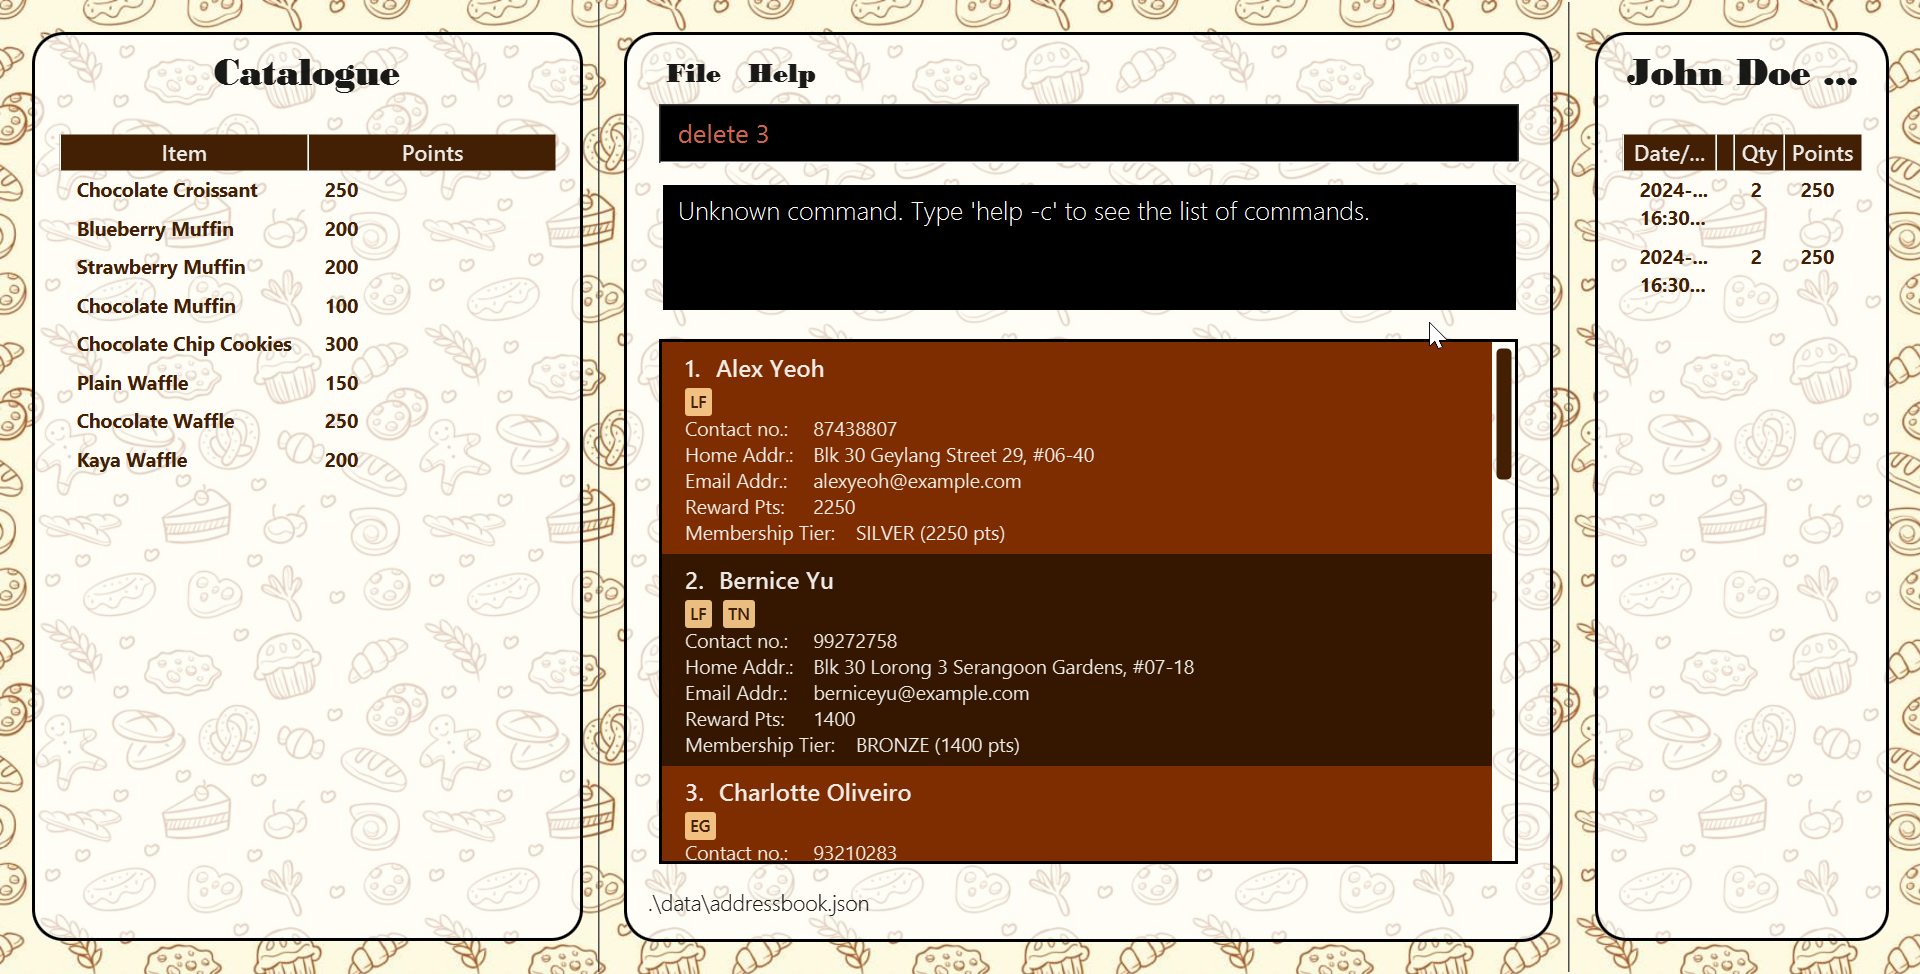 Catalogue
Item Points
Chocolate Croissant 250
Blueberry Muffin 200
Strawberry Muffin 200
Chocolate Muffin 100
Chocolate Chip Cookies 300
Plain Waffle 150
Chocolate Waffle 250
Kaya Waffle 200
File Help
delete 3
Unknown command. Type 'help -c' to see the list of commands.
1. Alex Yeoh
LF
Contact no.: 87438807
Home Addr.: Blk 30 Geylang Street 29, #06-40
Email Addr.: alexyeoh@example.com
Reward Pts: 2250
Membership Tier: SILVER (2250 pts)
2. Bernice Yu
LF TN
Contact no.: 99272758
Home Addr.: Blk 30 Lorong 3 Serangoon Gardens, #07-18
Email Addr.: berniceyu@example.com
Reward Pts: 1400
Membership Tier: BRONZE (1400 pts)
3. Charlotte Oliveiro
EG
Contact no.: 93210283
.\data\addressbook.json
John Doe ...
Date/... Qty Points
2024-... 2 250
16:30...
2024-... 2 250
16:30...